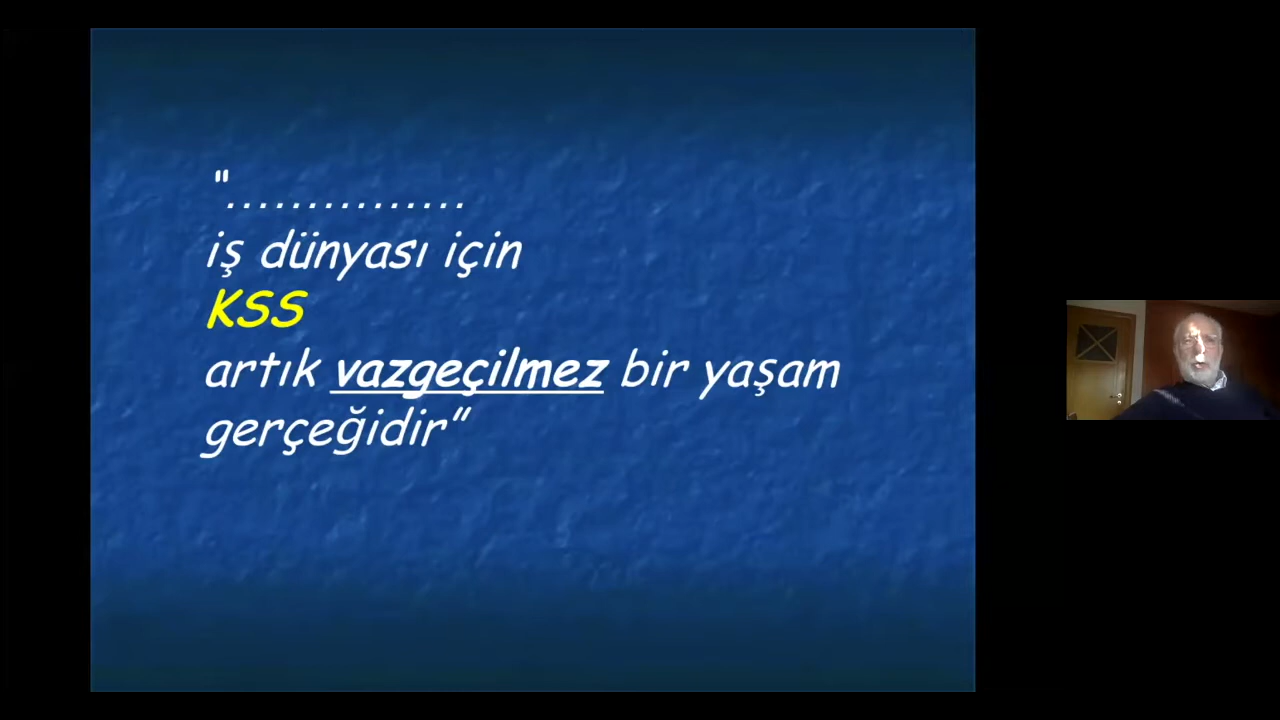 "...............
iş dünyası için
KSS
artık vazgeçilmez bir yaşam
gerçeğidir”